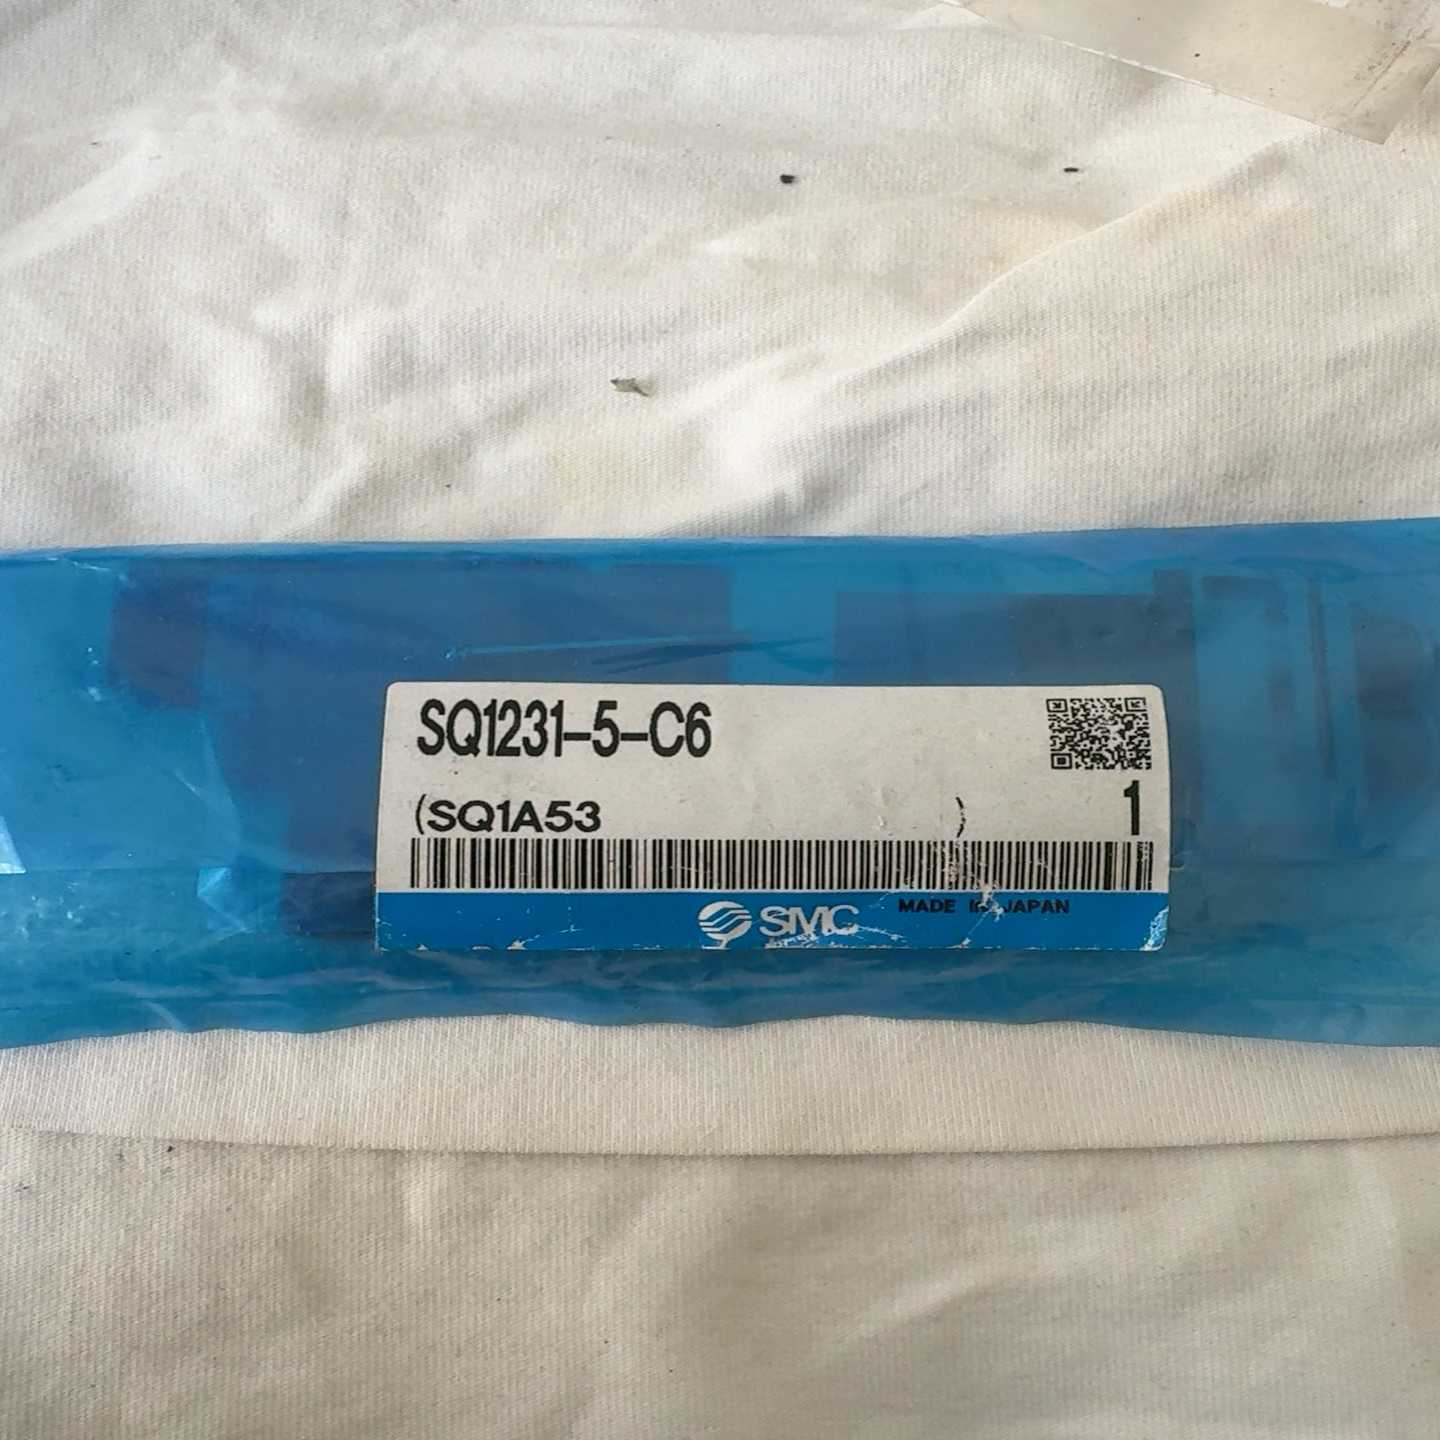 SQ1231-5-C6
(SQ1A53 )
1
SMC MADE IN JAPAN